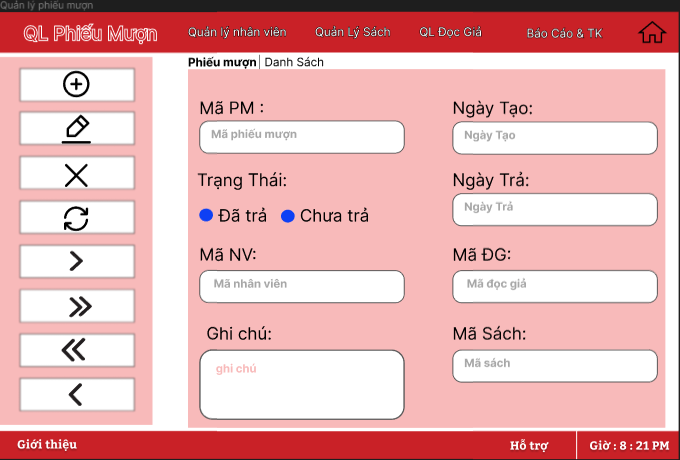 Quản lý phiếu mượn
QL Phiếu Mượn
Quản lý nhân viên
Quản Lý Sách
QL Đọc Giả
Báo Cáo & TK
Phiếu mượn| Danh Sách
Mã PM :
Ngày Tạo:
Mã phiếu mượn
Ngày Tạo
Trạng Thái:
Ngày Trả:
Đã trả
Chưa trả
Ngày Trả
Mã NV:
Mã ĐG:
Mã nhân viên
Mã đọc giả
Ghi chú:
Mã Sách:
ghi chú
Mã sách
Giới thiệu
Hỗ trợ
Giờ : 8 : 21 PM